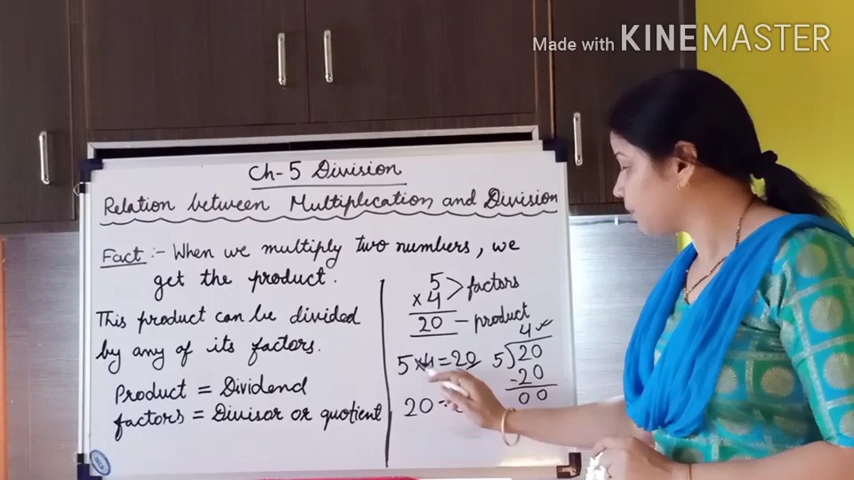 Made with KINEMASTER
Ch-5 Division
Relation between Multiplication and Division
Fact :- When we multiply two numbers, we
get the product.
This product can be divided
by any of its factors.
Product = Dividend
factors = Divisor or quotient
5
x 4 > factors
20 - product
5 x 4 = 20
20 ÷
4 ✓
5) 20
-20
00